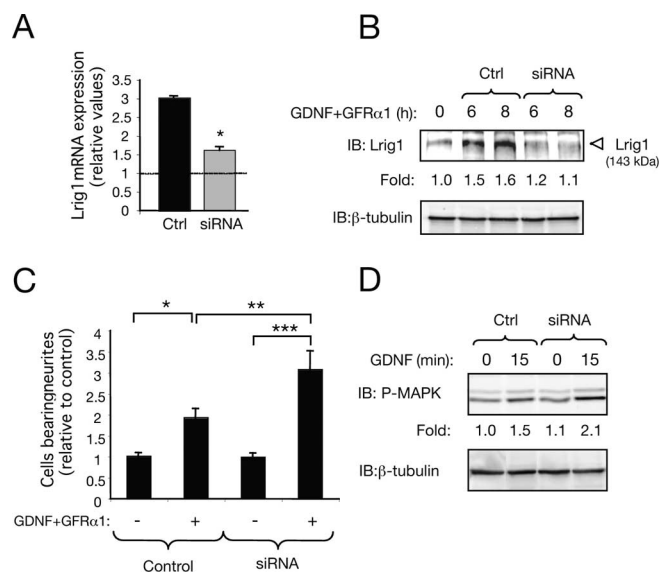 A
Lrig1 mRNA expression
(relative values)
3.5
3
2.5
2
1.5
1
0.5
0
*
Ctrl siRNA
B
Ctrl siRNA
GDNF+GFRα1 (h): 0 6 8 6 8
IB: Lrig1
Lrig1
(143 kDa)
Fold: 1.0 1.5 1.6 1.2 1.1
IB:β-tubulin
C
Cells bearingneurites
(relative to control)
4
3.5
3
2.5
2
1.5
1
0.5
0
* ** ***
GDNF+GFRα1: - + - +
Control siRNA
D
Ctrl siRNA
GDNF (min): 0 15 0 15
IB: P-MAPK
Fold: 1.0 1.5 1.1 2.1
IB:β-tubulin